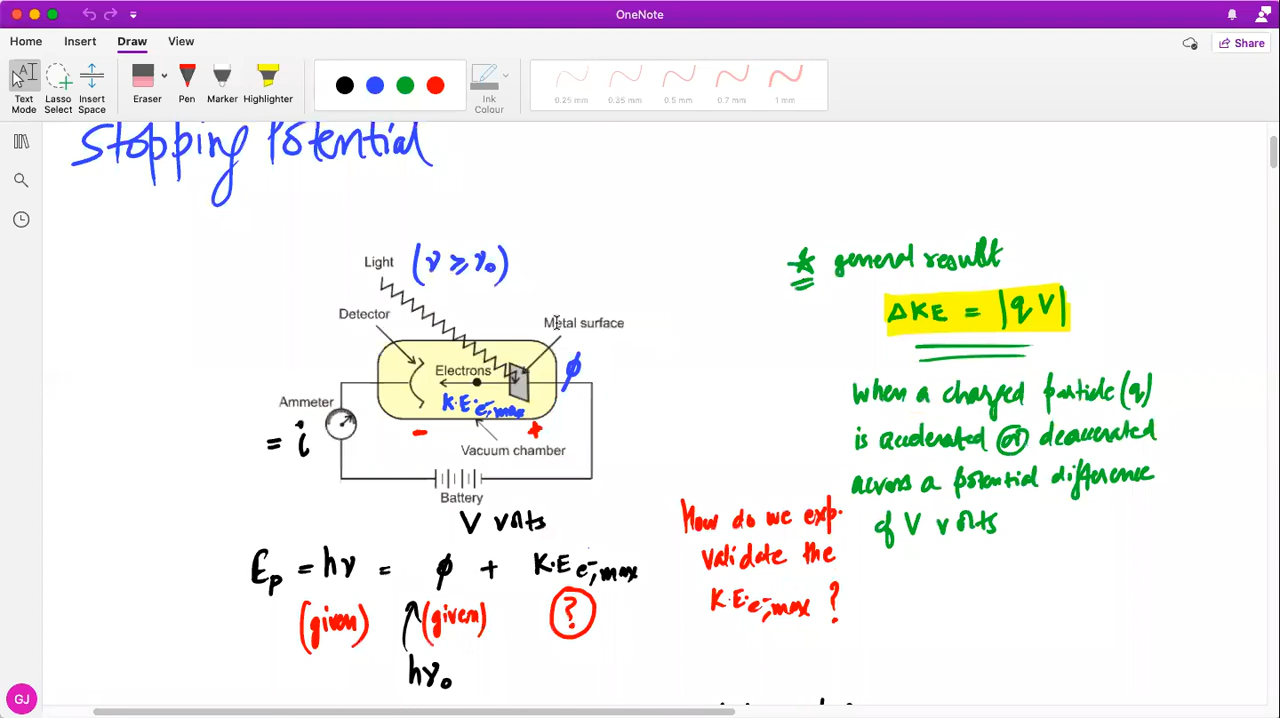 OneNote
Home Insert Draw View
Share
Text Mode
Lasso Select
Insert Space
Eraser
Pen
Marker
Highlighter
Ink Colour
0.25 mm 0.35 mm 0.5 mm 0.7 mm 1 mm
Stopping Potential
Light (ν ≥ ν₀)
Detector
Metal surface
Electrons
ϕ
K.E.e⁻,max
Ammeter
= i
- +
Vacuum chamber
Battery
V volts
Ep = hν = ϕ + K.E e⁻,max
(given) (given) ?
hν₀
general result
ΔKE = |qV|
When a charged particle (q)
is accelerated or deaccerated
across a potential difference
of V volts
How do we exp.
validate the
K.E.e⁻,max ?
GJ